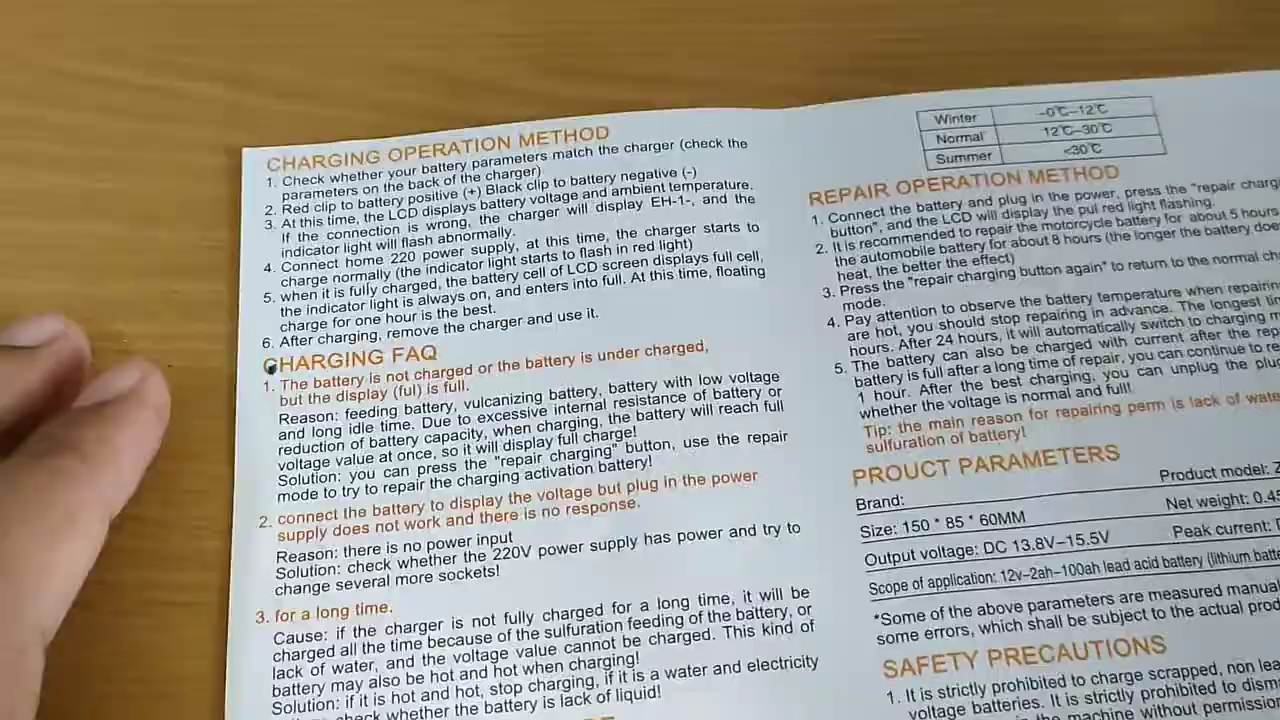 CHARGING OPERATION METHOD
1. Check whether your battery parameters match the charger (check the
parameters on the back of the charger)
2. Red clip to battery positive (+) Black clip to battery negative (-)
3. At this time, the LCD displays battery voltage and ambient temperature.
If the connection is wrong, the charger will display EH-1-, and the
indicator light will flash abnormally.
4. Connect home 220 power supply, at this time, the charger starts to
charge normally (the indicator light starts to flash in red light)
5. when it is fully charged, the battery cell of LCD screen displays full cell,
the indicator light is always on, and enters into full. At this time, floating
charge for one hour is the best.
6. After charging, remove the charger and use it.
CHARGING FAQ
1. The battery is not charged or the battery is under charged,
but the display (ful) is full.
Reason: feeding battery, vulcanizing battery, battery with low voltage
and long idle time. Due to excessive internal resistance of battery or
reduction of battery capacity, when charging, the battery will reach full
voltage value at once, so it will display full charge!
Solution: you can press the "repair charging" button, use the repair
mode to try to repair the charging activation battery!
2. connect the battery to display the voltage but plug in the power
supply does not work and there is no response.
Reason: there is no power input
Solution: check whether the 220V power supply has power and try to
change several more sockets!
3. for a long time.
Cause: if the charger is not fully charged for a long time, it will be
charged all the time because of the sulfuration feeding of the battery, or
lack of water, and the voltage value cannot be charged. This kind of
battery may also be hot and hot when charging!
Solution: if it is hot and hot, stop charging, if it is a water and electricity
check whether the battery is lack of liquid!
Winter -0℃-12℃
Normal 12℃-30℃
Summer <30℃
REPAIR OPERATION METHOD
1. Connect the battery and plug in the power, press the "repair
button", and the LCD will display the pul red light flashing.
2. It is recommended to repair the motorcycle battery for about 5 hours
the automobile battery for about 8 hours (the longer the battery
heat, the better the effect)
3. Press the "repair charging button again" to return to the normal
mode.
4. Pay attention to observe the battery temperature when
are hot, you should stop repairing in advance. The longest
hours. After 24 hours, it will automatically switch to charging
5. The battery can also be charged with current after the
battery is full after a long time of repair, you can continue to
1 hour. After the best charging, you can unplug the
whether the voltage is normal and full!
Tip: the main reason for repairing perm is lack of
sulfuration of battery!
PRODUCT PARAMETERS
Brand: Product model:
Size: 150 * 85 * 60MM Net weight:
Output voltage: DC 13.8V-15.5V Peak current:
Scope of application: 12v-2ah-100ah lead acid battery (lithium
*Some of the above parameters are measured
some errors, which shall be subject to the actual
SAFETY PRECAUTIONS
1. It is strictly prohibited to charge scrapped, non
voltage batteries. It is strictly prohibited to
machine without